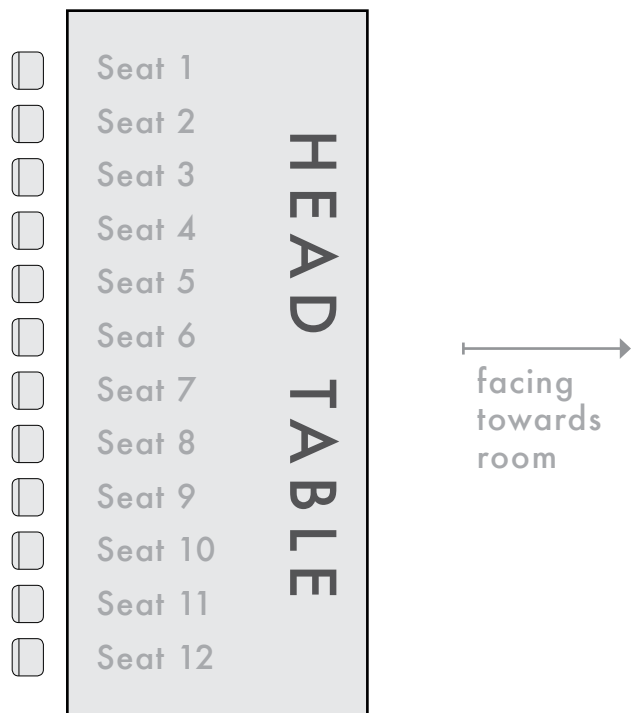 Seat 1
Seat 2
Seat 3
Seat 4
Seat 5
Seat 6
Seat 7
Seat 8
Seat 9
Seat 10
Seat 11
Seat 12
HEAD TABLE
facing
towards
room